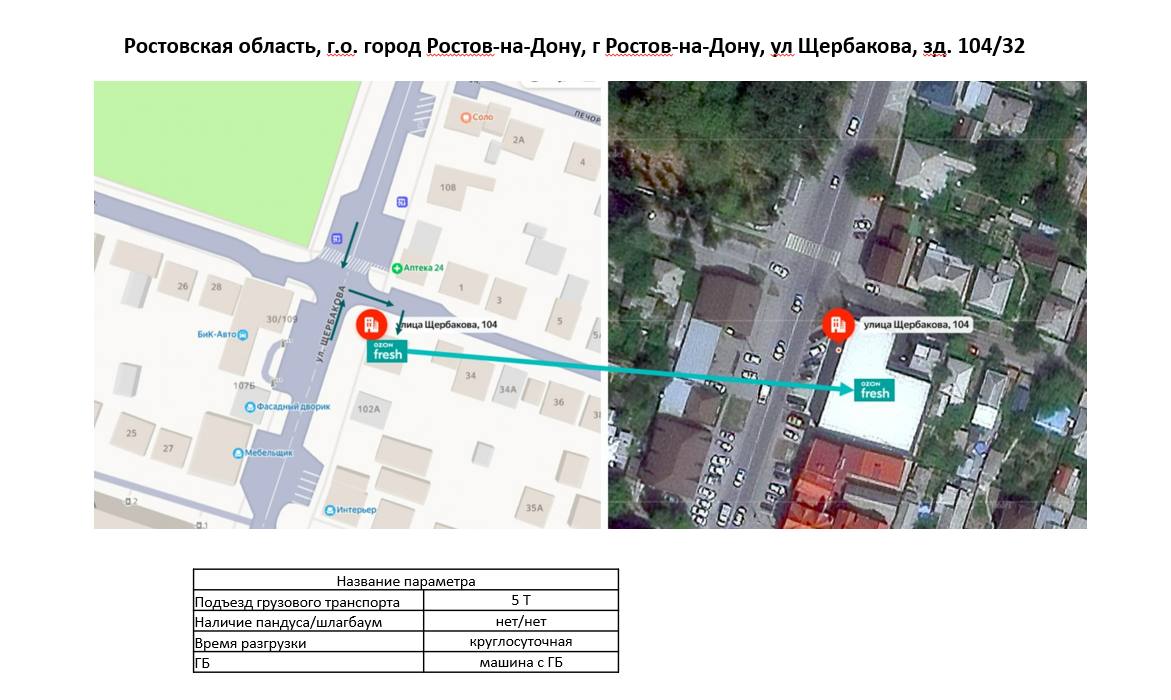 Ростовская область, г.о. город Ростов-на-Дону, г Ростов-на-Дону, ул Щербакова, зд. 104/32
Соло
2А
4
10В
Аптека 24
1
3
5
26
28
30/109
БиК-Авто
ул. ЩЕРБАКОВА
улица Щербакова, 104
OZON
fresh
34
34А
36
107Б
Фасадный дворик
102А
25
27
Мебельщик
Интерьер
35А
улица Щербакова, 104
OZON
fresh
Название параметра
Подъезд грузового транспорта 5 Т
Наличие пандуса/шлагбаум нет/нет
Время разгрузки круглосуточная
ГБ машина с ГБ